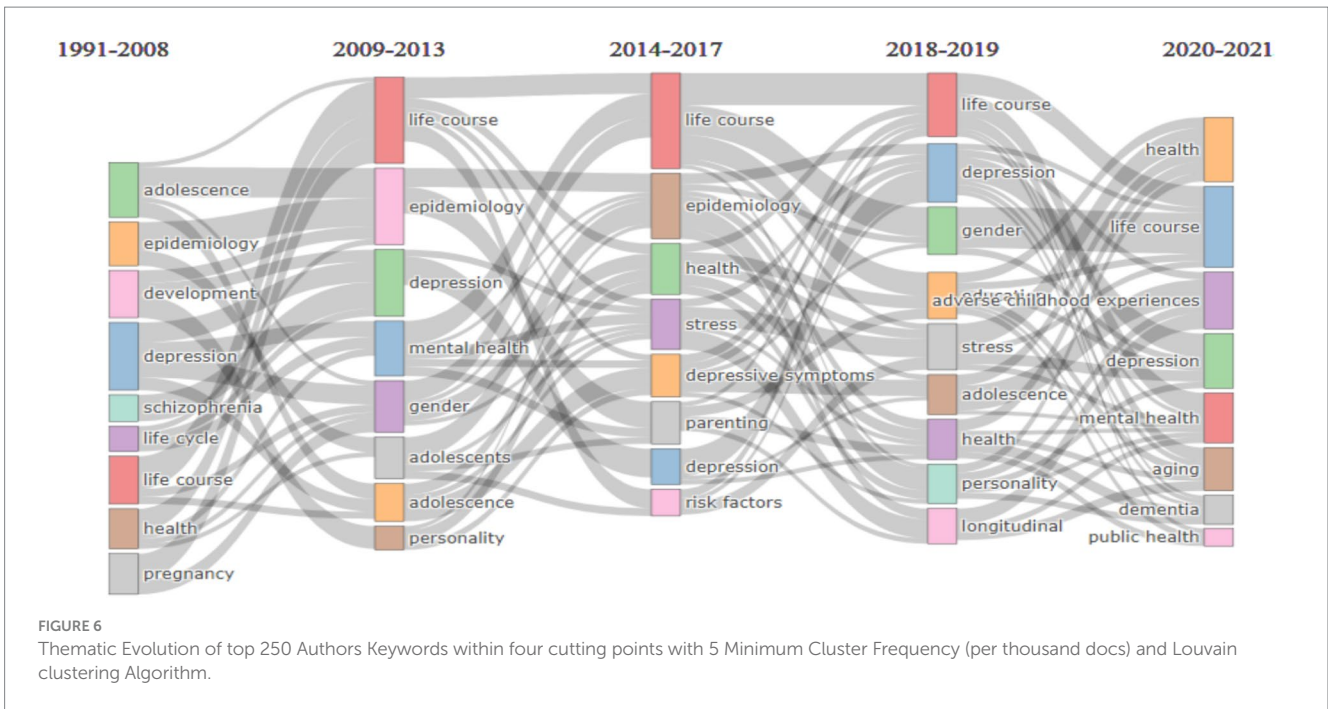 1991–2008
2009–2013
2014–2017
2018–2019
2020–2021
adolescence
epidemiology
development
depression
schizophrenia
life cycle
life course
health
pregnancy
life course
epidemiology
depression
mental health
gender
adolescents
adolescence
personality
life course
epidemiology
health
stress
depressive symptoms
parenting
depression
risk factors
life course
depression
gender
education
stress
adolescence
health
personality
longitudinal
health
life course
adverse childhood experiences
depression
mental health
aging
dementia
public health
FIGURE 6
Thematic Evolution of top 250 Authors Keywords within four cutting points with 5 Minimum Cluster Frequency (per thousand docs) and Louvain
clustering Algorithm.